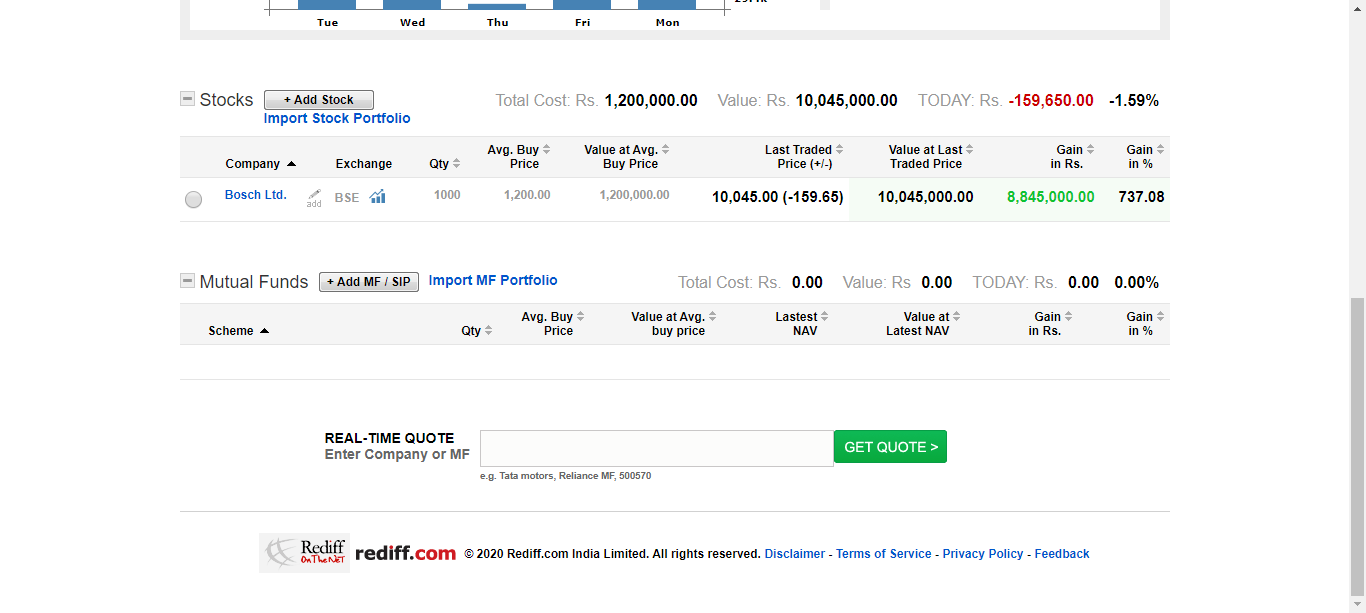 Tue Wed Thu Fri Mon
Stocks + Add Stock Total Cost: Rs. 1,200,000.00 Value: Rs. 10,045,000.00 TODAY: Rs. -159,650.00 -1.59%
Import Stock Portfolio
Company Exchange Qty Avg. Buy Price Value at Avg. Buy Price Last Traded Price (+/-) Value at Last Traded Price Gain in Rs. Gain in %
Bosch Ltd. add BSE 1000 1,200.00 1,200,000.00 10,045.00 (-159.65) 10,045,000.00 8,845,000.00 737.08
Mutual Funds + Add MF / SIP Import MF Portfolio Total Cost: Rs. 0.00 Value: Rs 0.00 TODAY: Rs. 0.00 0.00%
Scheme Qty Avg. Buy Price Value at Avg. buy price Lastest NAV Value at Latest NAV Gain in Rs. Gain in %
REAL-TIME QUOTE
Enter Company or MF
GET QUOTE >
e.g. Tata motors, Reliance MF, 500570
Rediff
On The NeT
rediff.com © 2020 Rediff.com India Limited. All rights reserved. Disclaimer - Terms of Service - Privacy Policy - Feedback